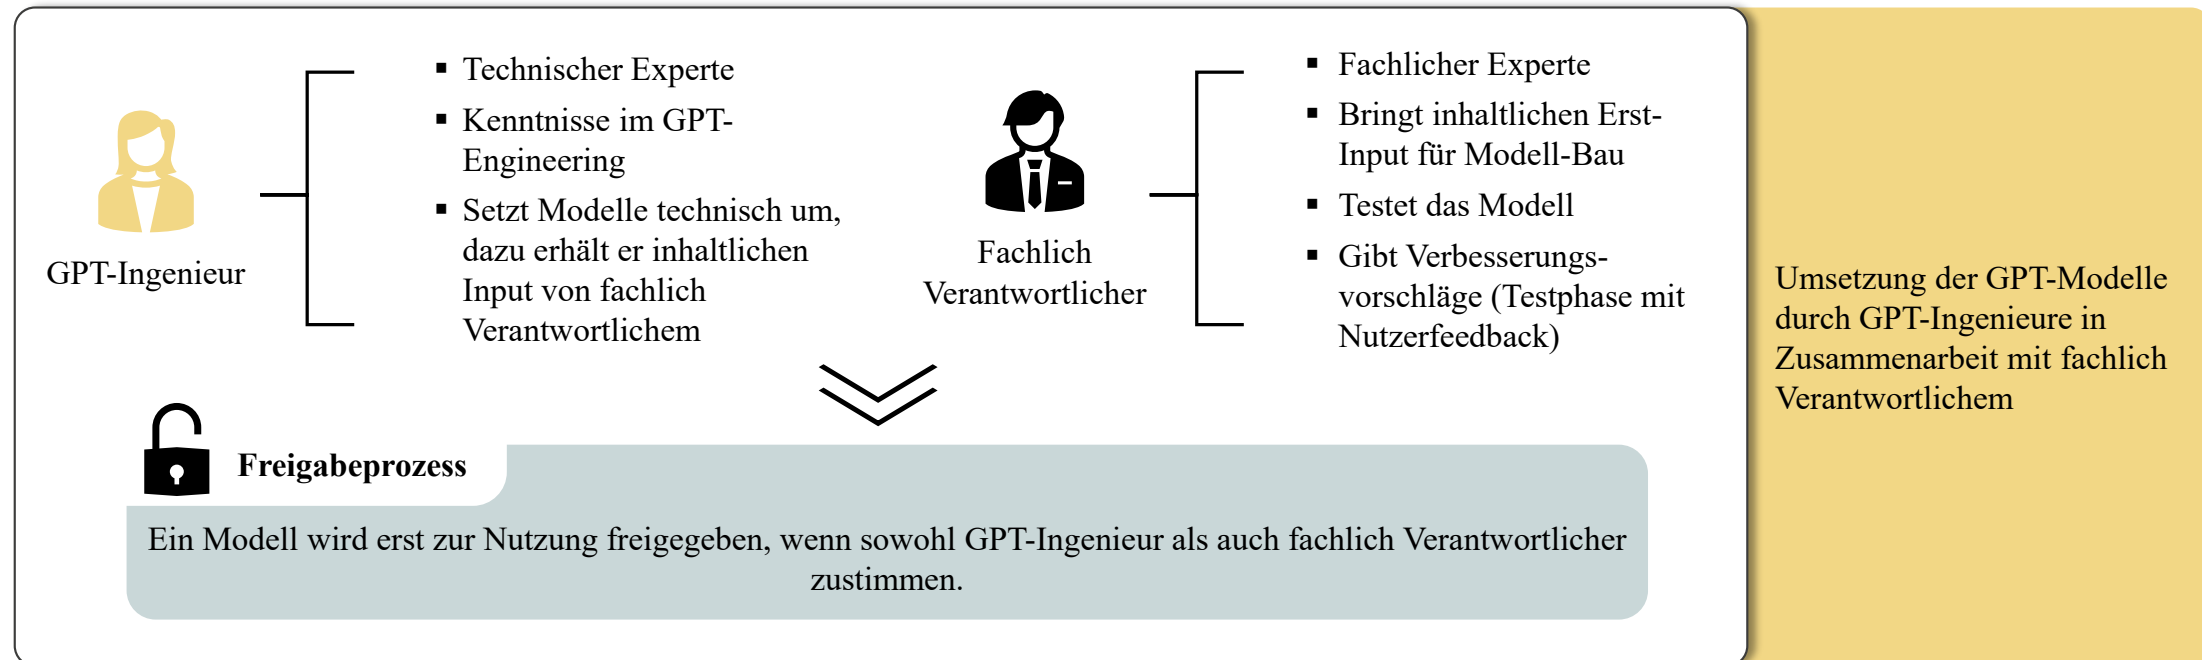 Technischer Experte
Kenntnisse im GPT-
Engineering
Setzt Modelle technisch um,
dazu erhält er inhaltlichen
Input von fachlich
Verantwortlichem
GPT-Ingenieur
Fachlicher Experte
Bringt inhaltlichen Erst-
Input für Modell-Bau
Testet das Modell
Gibt Verbesserungs-
vorschläge (Testphase mit
Nutzerfeedback)
Fachlich
Verantwortlicher
Freigabeprozess
Ein Modell wird erst zur Nutzung freigegeben, wenn sowohl GPT-Ingenieur als auch fachlich Verantwortlicher
zustimmen.
Umsetzung der GPT-Modelle
durch GPT-Ingenieure in
Zusammenarbeit mit fachlich
Verantwortlichem